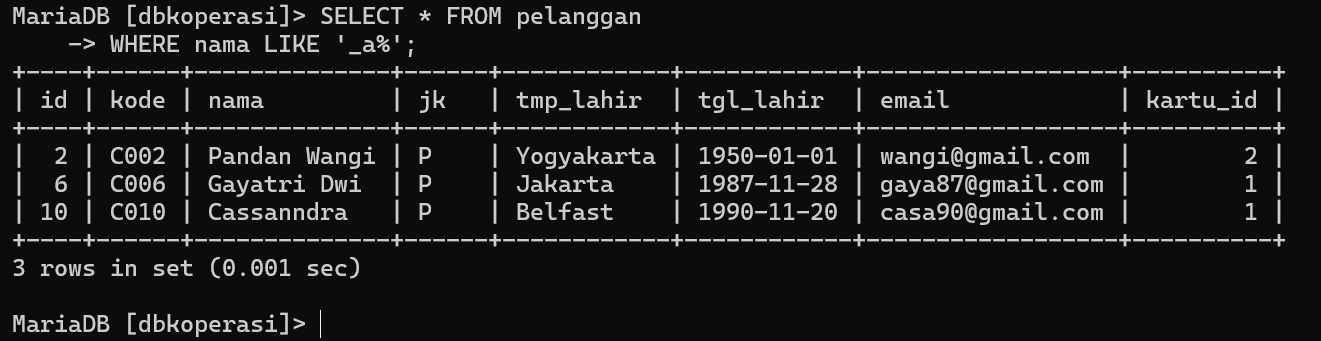 MariaDB [dbkoperasi]> SELECT * FROM pelanggan
    -> WHERE nama LIKE '_a%';
+----+------+--------------+------+------------+------------+------------------+----------+
| id | kode | nama         | jk   | tmp_lahir  | tgl_lahir  | email            | kartu_id |
+----+------+--------------+------+------------+------------+------------------+----------+
|  2 | C002 | Pandan Wangi | P    | Yogyakarta | 1950-01-01 | wangi@gmail.com  |        2 |
|  6 | C006 | Gayatri Dwi  | P    | Jakarta    | 1987-11-28 | gaya87@gmail.com |        1 |
| 10 | C010 | Cassanndra   | P    | Belfast    | 1990-11-20 | casa90@gmail.com |        1 |
+----+------+--------------+------+------------+------------+------------------+----------+
3 rows in set (0.001 sec)
MariaDB [dbkoperasi]>